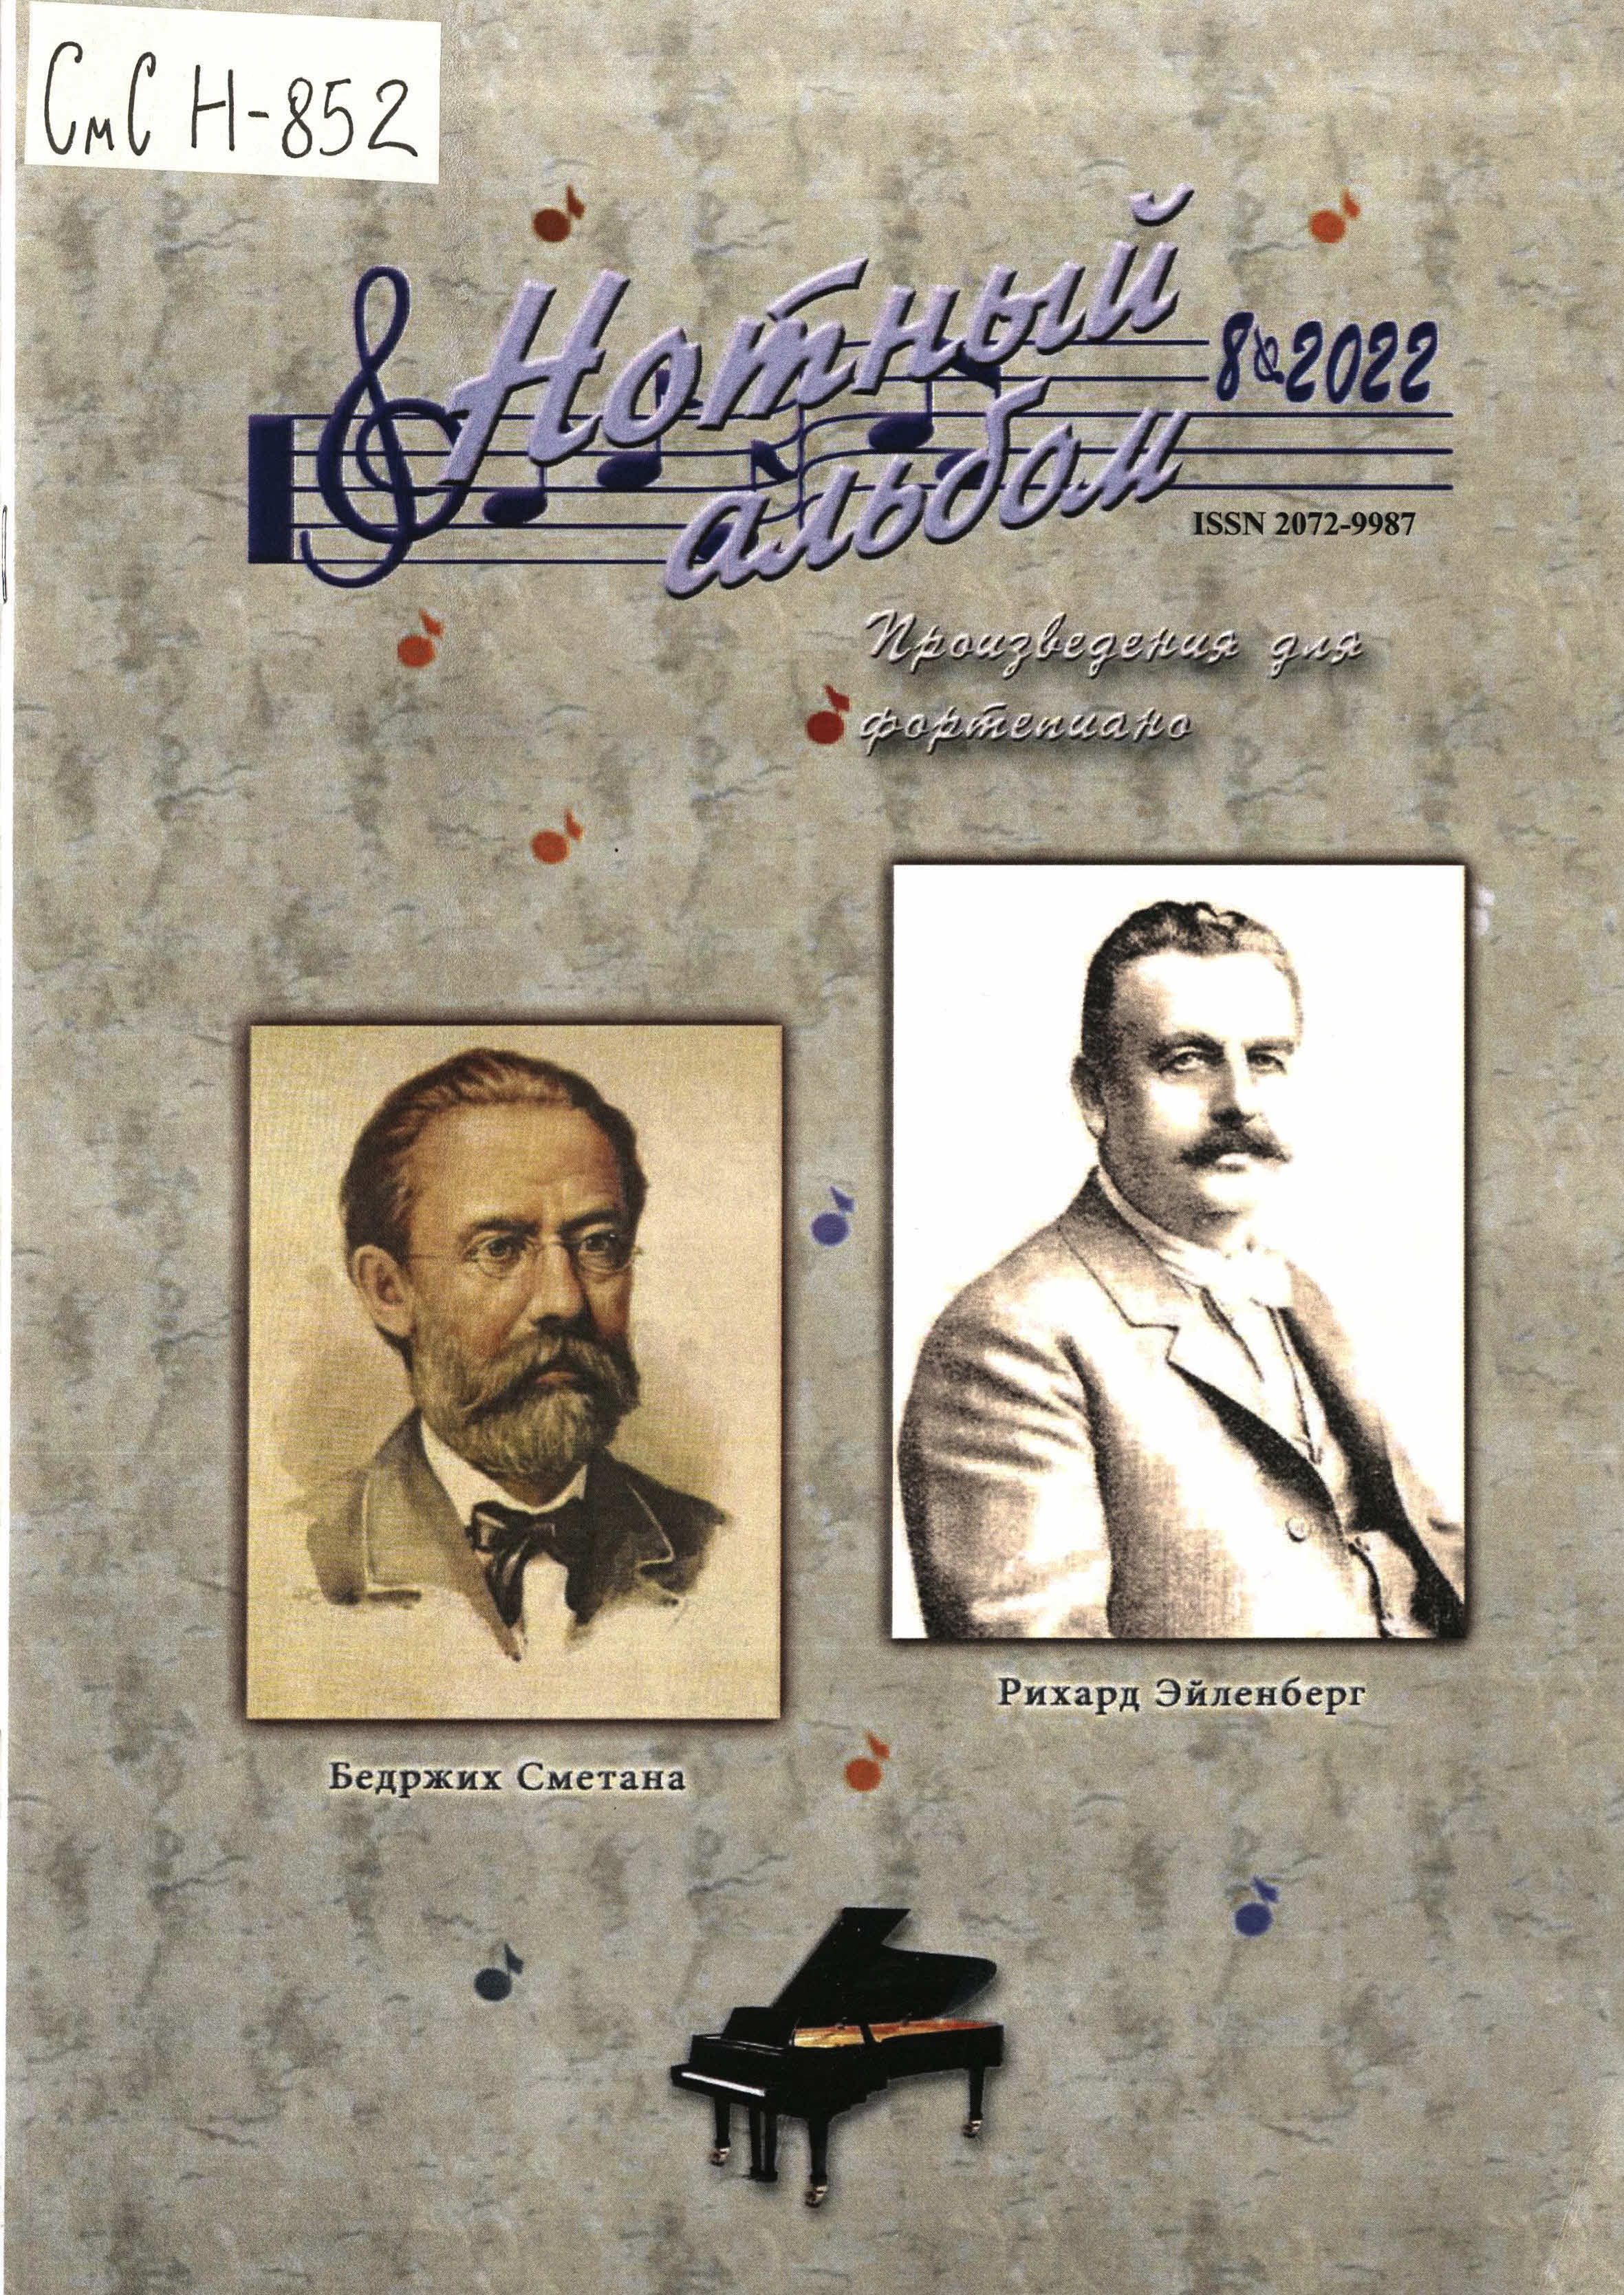 СмС Н-852
Нотный
8 2022
альбом
ISSN 2072-9987
Произведения для
фортепиано
Рихард Эйленберг
Бедржих Сметана